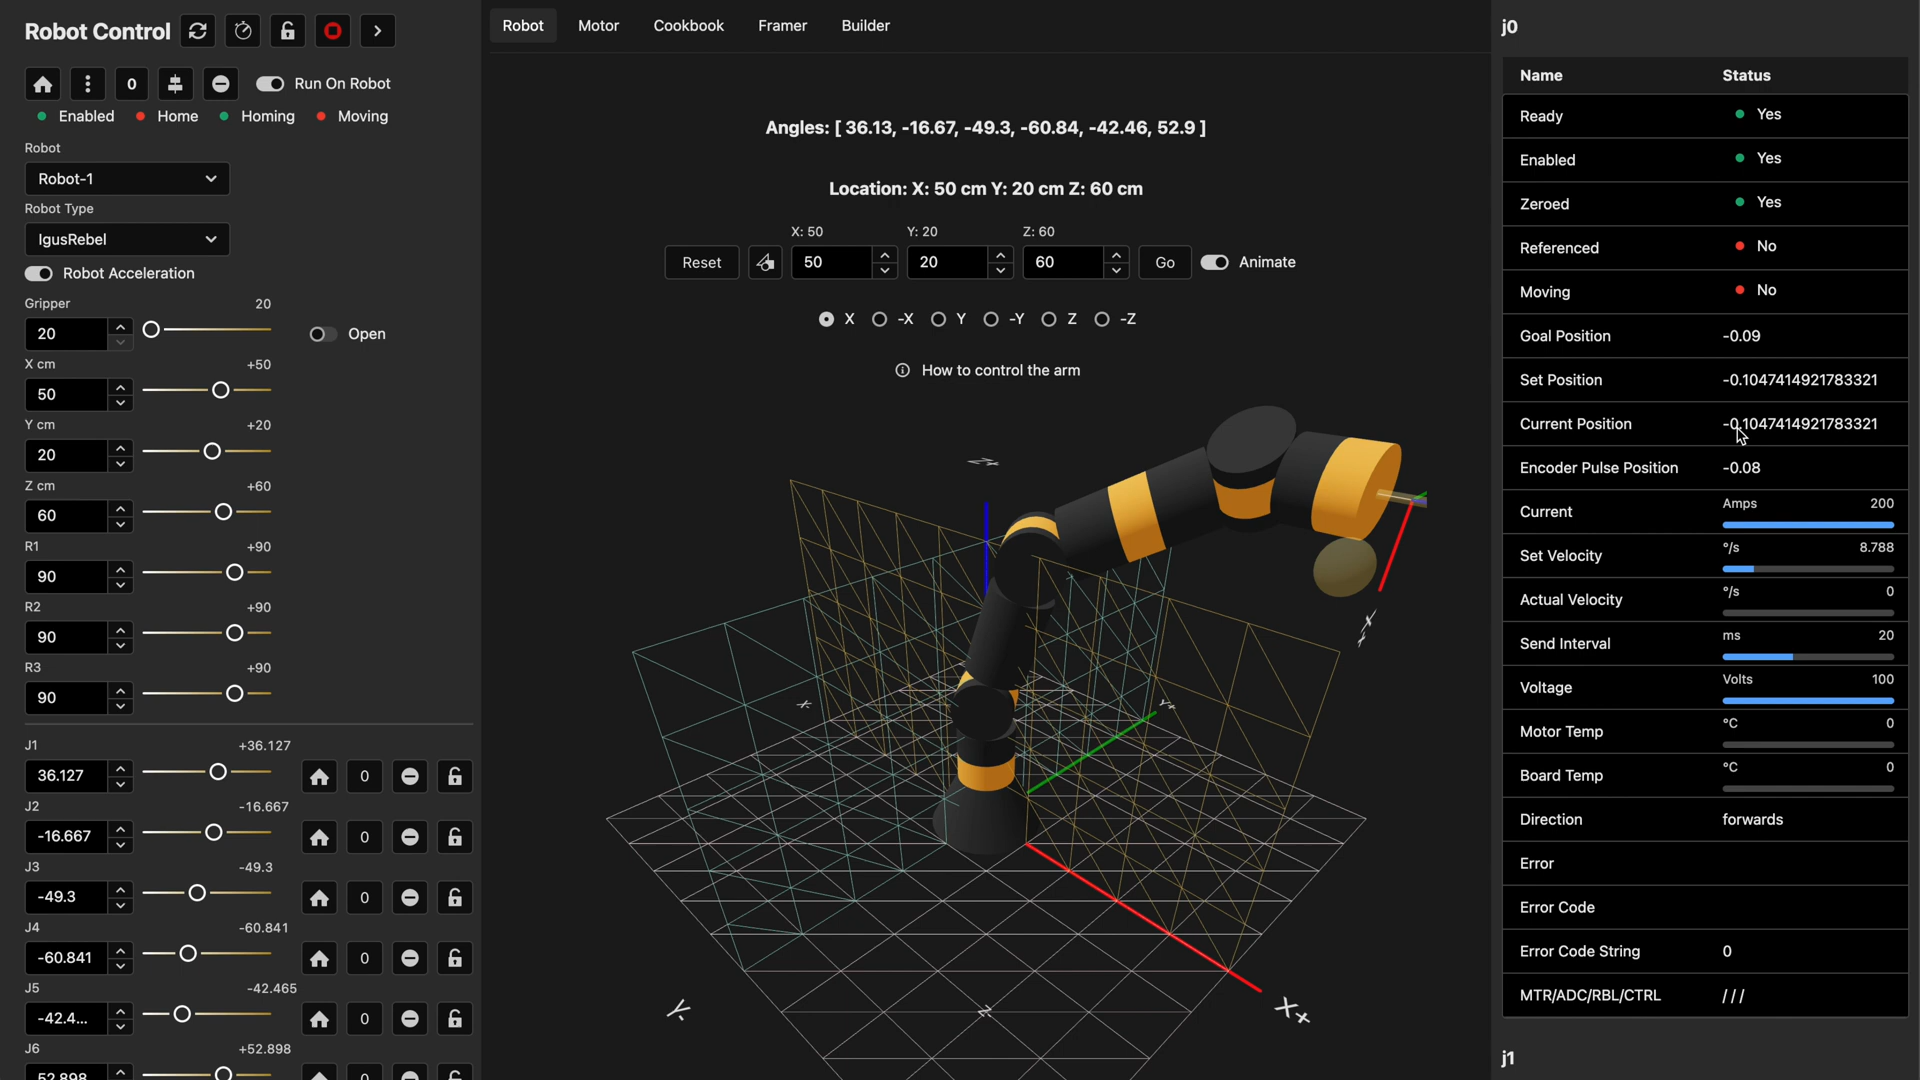 Robot Control
0
Run On Robot
Enabled
Home
Homing
Moving
Robot
Robot-1
Robot Type
IgusRebel
Robot Acceleration
Gripper 20
20
Open
X cm +50
50
Y cm +20
20
Z cm +60
60
R1 +90
90
R2 +90
90
R3 +90
90
J1 +36.127
36.127 0
J2 -16.667
-16.667 0
J3 -49.3
-49.3 0
J4 -60.841
-60.841 0
J5 -42.465
-42.4... 0
J6 +52.898
52.898 0
Robot Motor Cookbook Framer Builder
Angles: [ 36.13, -16.67, -49.3, -60.84, -42.46, 52.9 ]
Location: X: 50 cm Y: 20 cm Z: 60 cm
X: 50 Y: 20 Z: 60
Reset 50 20 60 Go Animate
X -X Y -Y Z -Z
How to control the arm
Z+
X-
Y+
Y-
Z-
X+
j0
Name Status
Ready Yes
Enabled Yes
Zeroed Yes
Referenced No
Moving No
Goal Position -0.09
Set Position -0.1047414921783321
Current Position -0.1047414921783321
Encoder Pulse Position -0.08
Current Amps 200
Set Velocity °/s 8.788
Actual Velocity °/s 0
Send Interval ms 20
Voltage Volts 100
Motor Temp °C 0
Board Temp °C 0
Direction forwards
Error
Error Code
Error Code String 0
MTR/ADC/RBL/CTRL / / /
j1